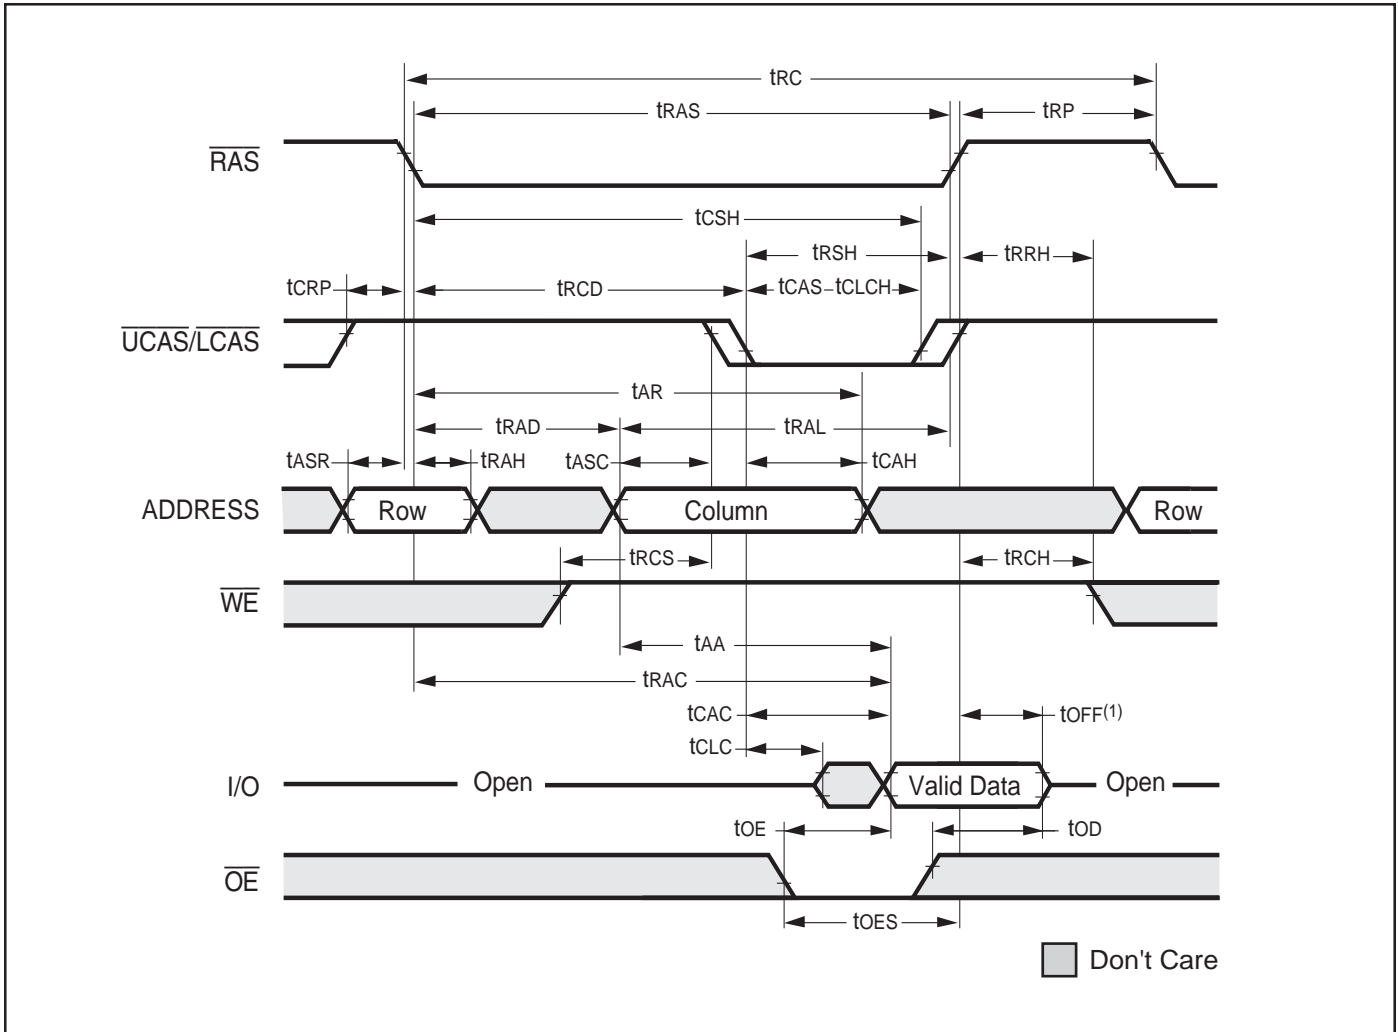 tRC
tRAS tRP
RAS
tCSH
tRSH tRRH
tCRP tRCD tCAS tCLCH
UCAS/LCAS
tAR
tRAD tRAL
tASR tRAH tASC tCAH
ADDRESS Row Column Row
tRCS tRCH
WE
tAA
tRAC
tCAC tOFF(1)
tCLC
I/O Open Valid Data Open
tOE tOD
OE
tOES
Don't Care